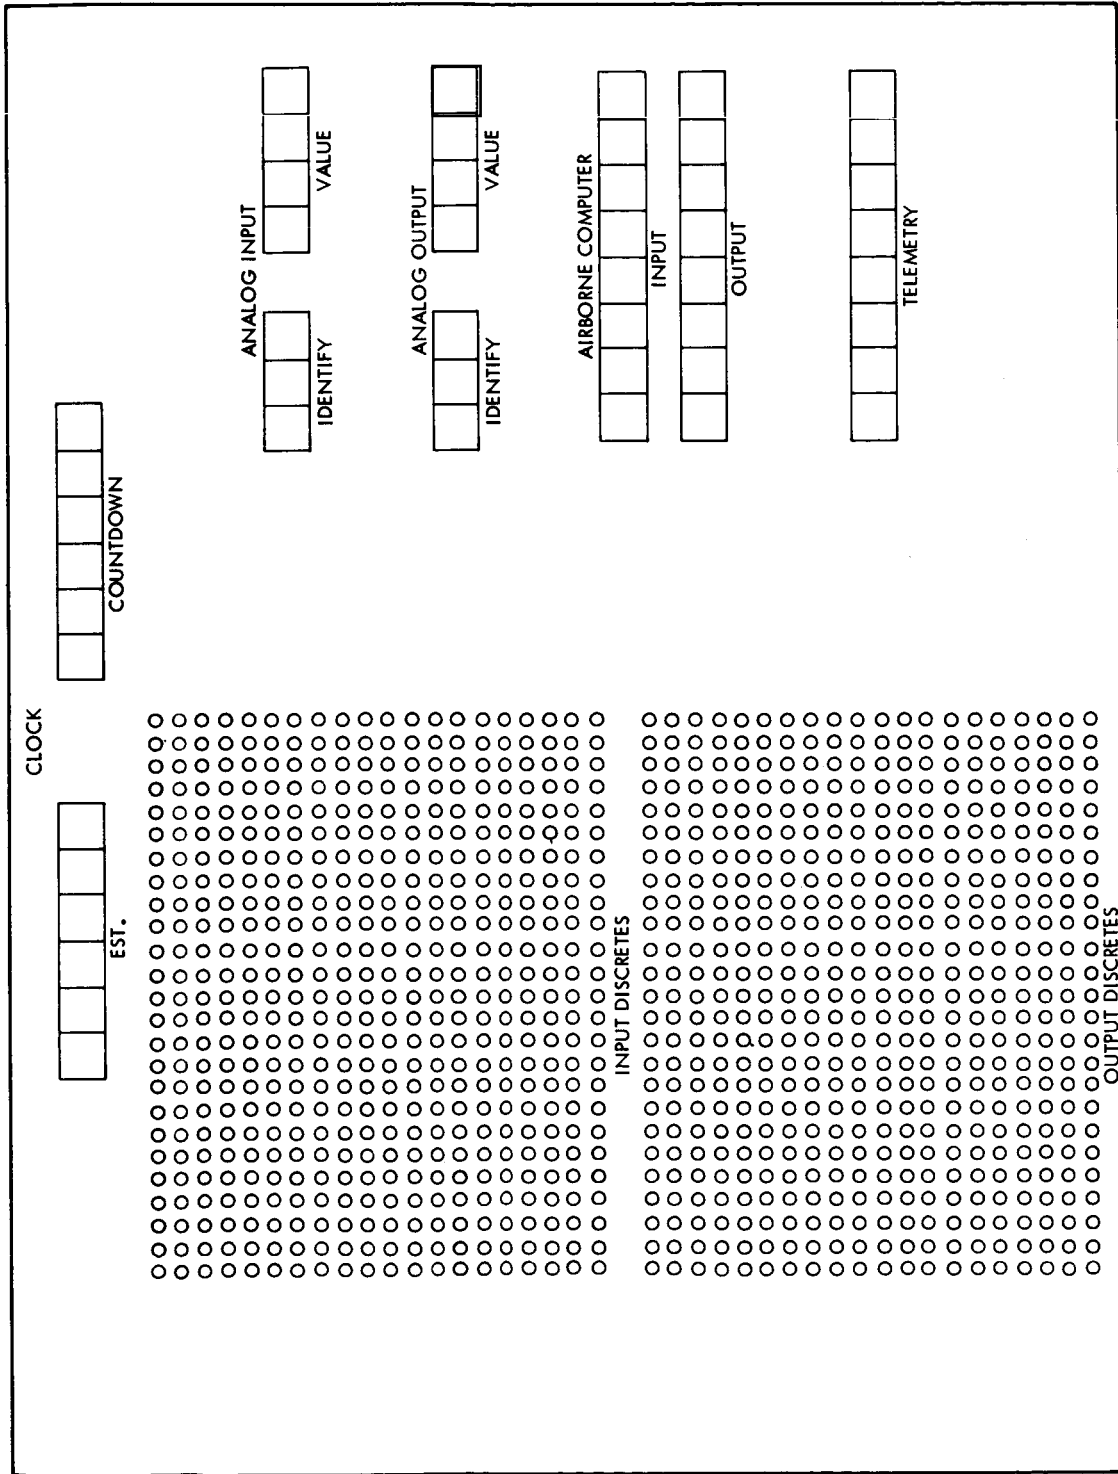 CLOCK
EST.
COUNTDOWN
ANALOG INPUT
IDENTIFY
VALUE
ANALOG OUTPUT
IDENTIFY
VALUE
AIRBORNE COMPUTER
INPUT
OUTPUT
TELEMETRY
INPUT DISCRETES
OUTPUT DISCRETES